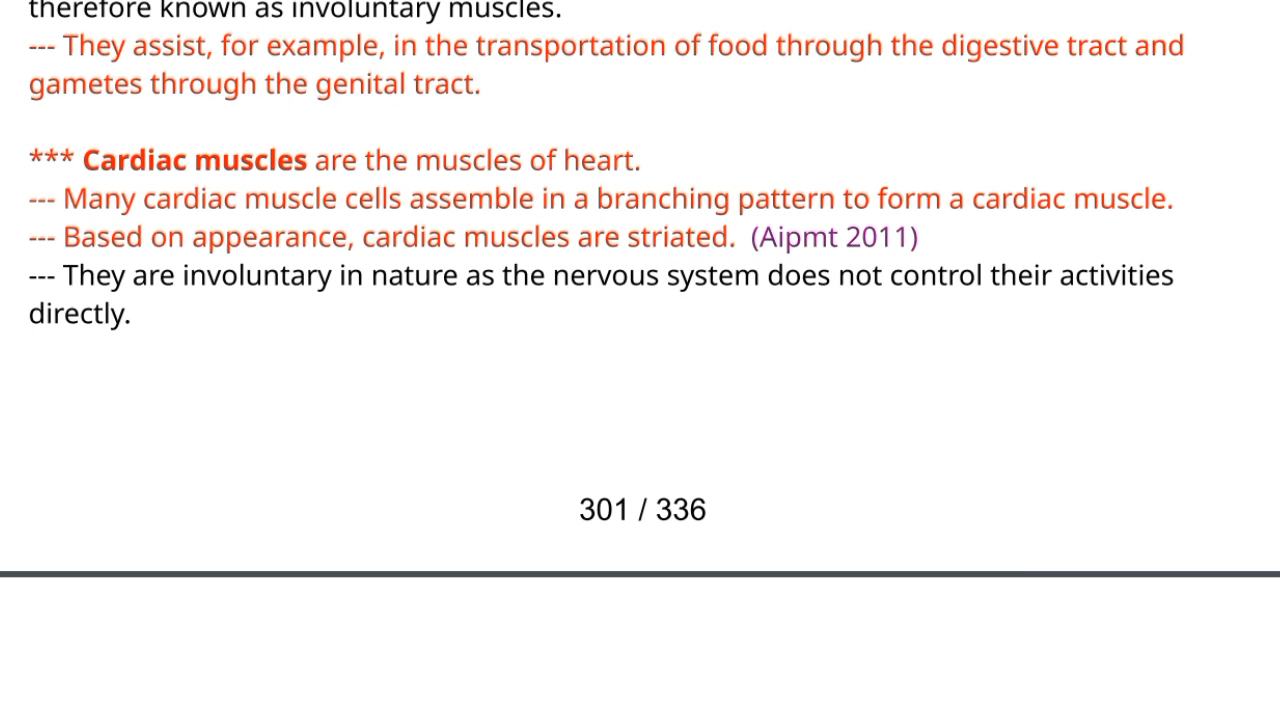 therefore known as involuntary muscles.
--- They assist, for example, in the transportation of food through the digestive tract and
gametes through the genital tract.
*** Cardiac muscles are the muscles of heart.
--- Many cardiac muscle cells assemble in a branching pattern to form a cardiac muscle.
--- Based on appearance, cardiac muscles are striated. (Aipmt 2011)
--- They are involuntary in nature as the nervous system does not control their activities
directly.
301 / 336